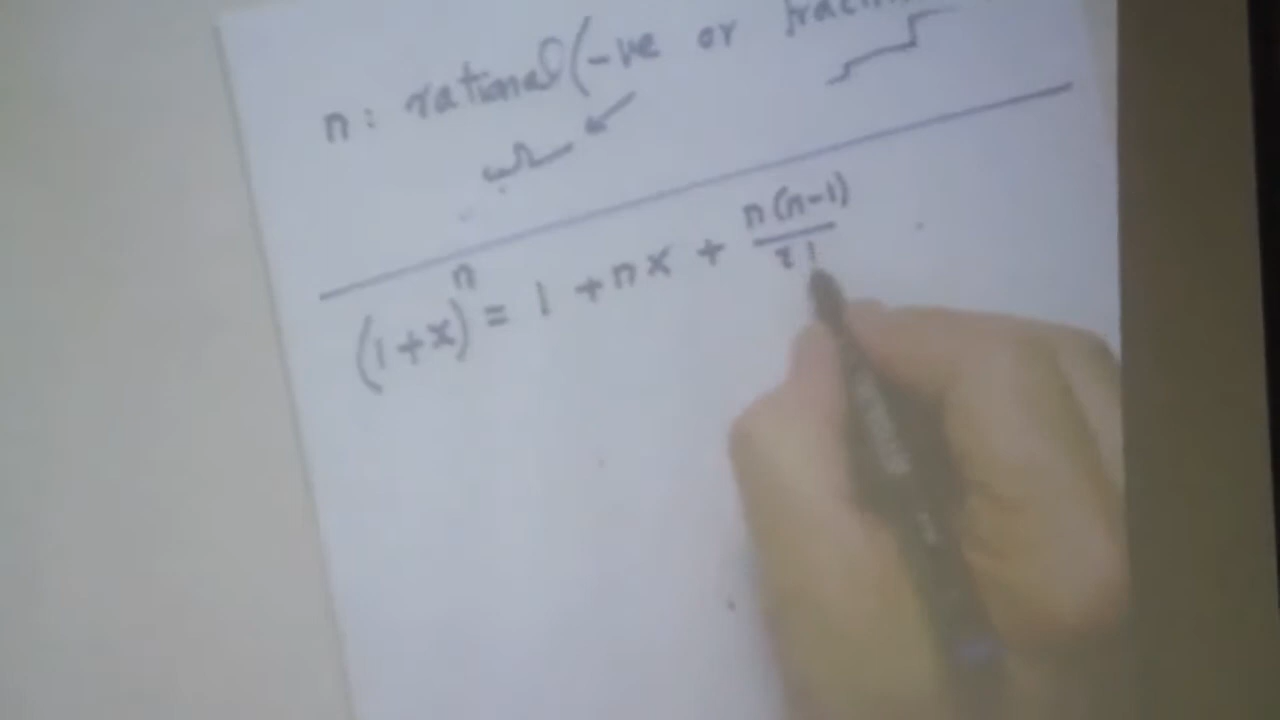 n: rational (-ve or
(1+x)^n = 1 + nx + n(n-1)/2!